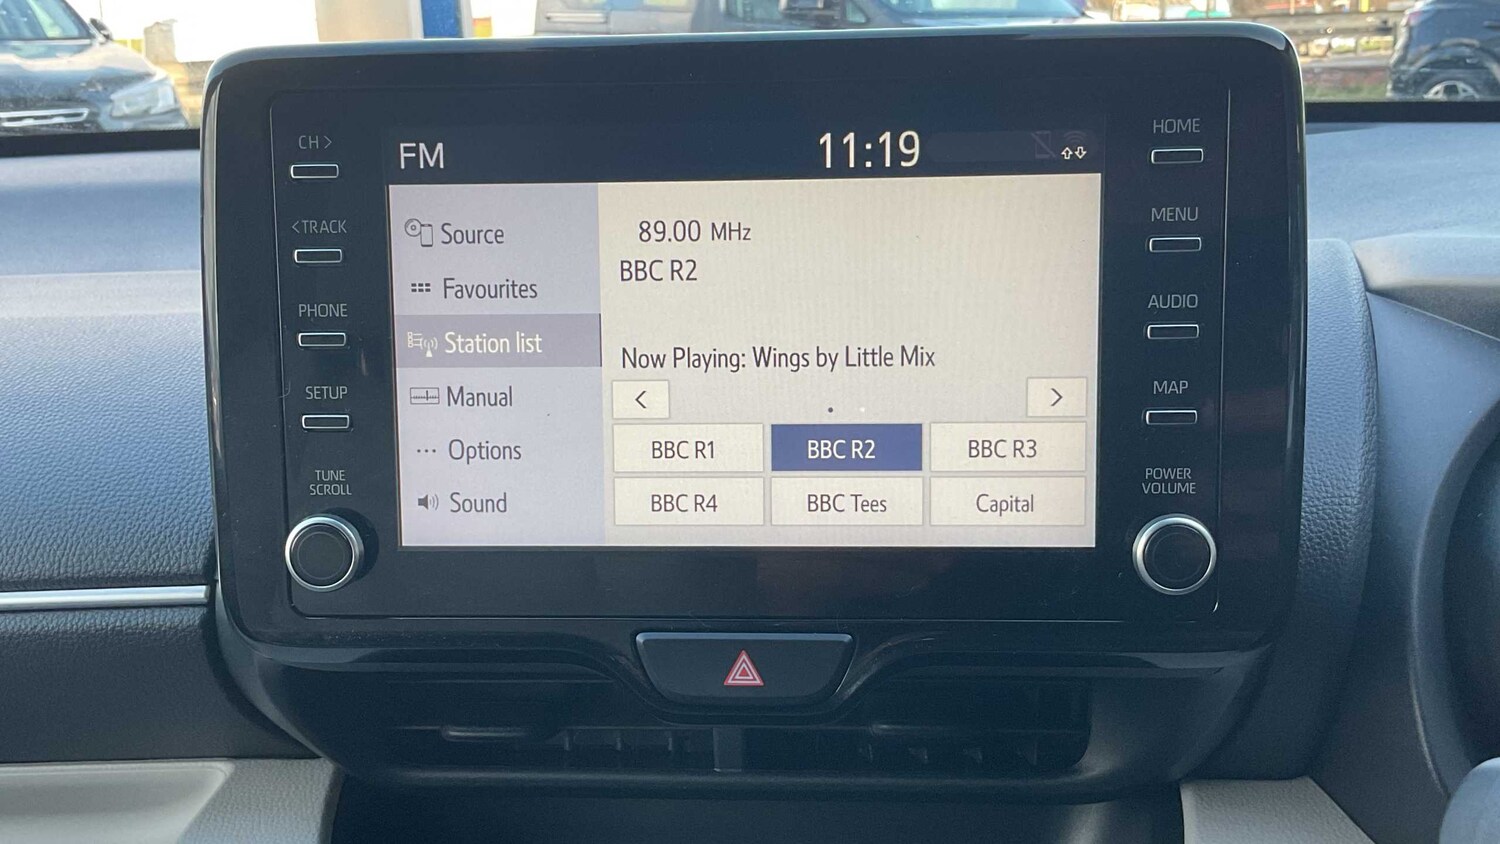 CH >
<TRACK
PHONE
SETUP
TUNE
SCROLL
FM
11:19
Source
Favourites
Station list
Manual
Options
Sound
89.00 MHz
BBC R2
Now Playing: Wings by Little Mix
< >
BBC R1 BBC R2 BBC R3
BBC R4 BBC Tees Capital
HOME
MENU
AUDIO
MAP
POWER
VOLUME